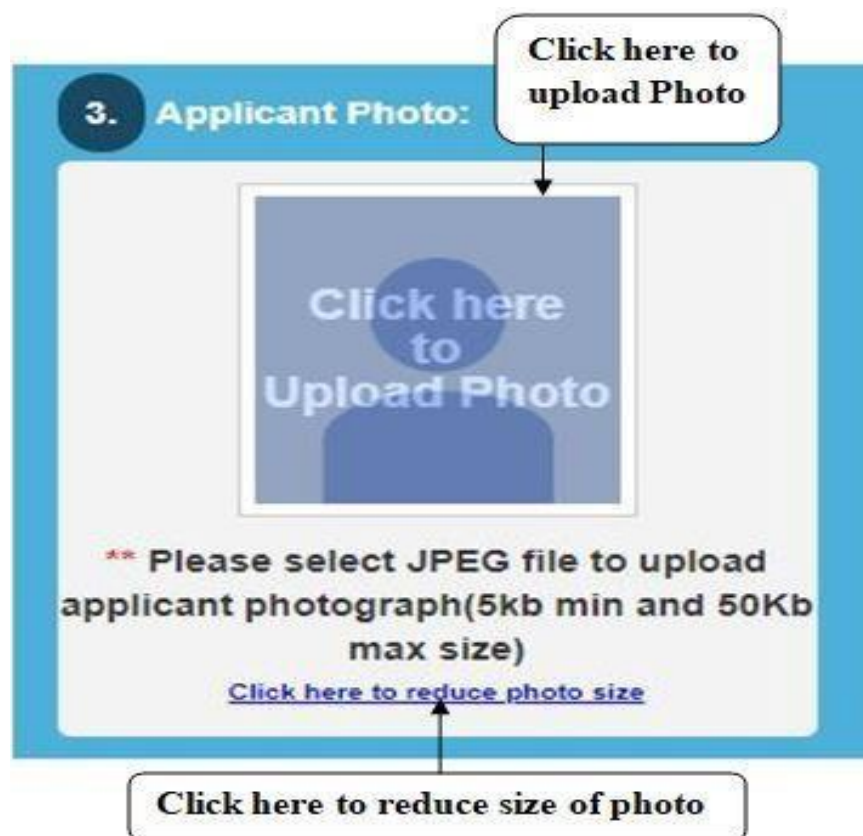 Click here to
upload Photo
3. Applicant Photo:
Click here
to
Upload Photo
** Please select JPEG file to upload
applicant photograph(5kb min and 50Kb
max size)
Click here to reduce photo size
Click here to reduce size of photo